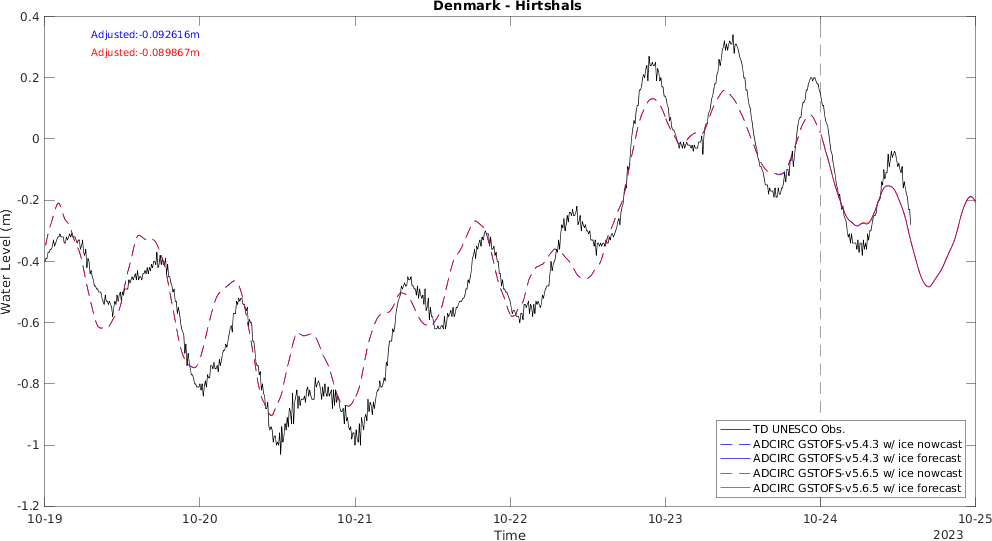 Denmark - Hirtshals
Adjusted:-0.092616m
Adjusted:-0.089867m
0.4
0.2
0
-0.2
-0.4
-0.6
-0.8
-1
-1.2
Water Level (m)
10-19
10-20
10-21
10-22
10-23
10-24
10-25
Time
2023
TD UNESCO Obs.
ADCIRC GSTOFS-v5.4.3 w/ ice nowcast
ADCIRC GSTOFS-v5.4.3 w/ ice forecast
ADCIRC GSTOFS-v5.6.5 w/ ice nowcast
ADCIRC GSTOFS-v5.6.5 w/ ice forecast